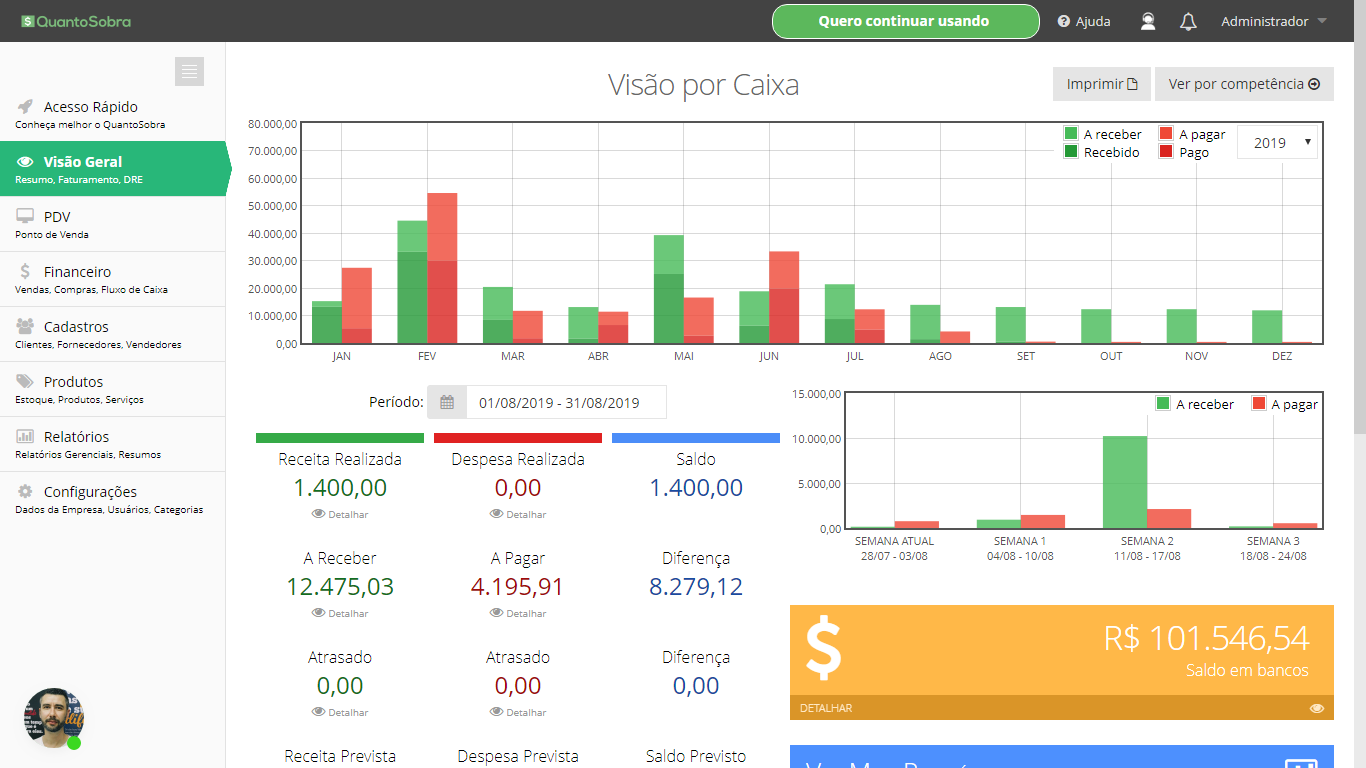 QuantoSobra
Quero continuar usando
Ajuda
Administrador
Acesso Rápido
Conheça melhor o QuantoSobra
Visão Geral
Resumo, Faturamento, DRE
PDV
Ponto de Venda
Financeiro
Vendas, Compras, Fluxo de Caixa
Cadastros
Clientes, Fornecedores, Vendedores
Produtos
Estoque, Produtos, Serviços
Relatórios
Relatórios Gerenciais, Resumos
Configurações
Dados da Empresa, Usuários, Categorias
Visão por Caixa
Imprimir
Ver por competência
80.000,00
70.000,00
60.000,00
50.000,00
40.000,00
30.000,00
20.000,00
10.000,00
0,00
A receber A pagar
Recebido Pago
2019
JAN FEV MAR ABR MAI JUN JUL AGO SET OUT NOV DEZ
Período: 01/08/2019 - 31/08/2019
Receita Realizada Despesa Realizada Saldo
1.400,00 0,00 1.400,00
Detalhar Detalhar
A Receber A Pagar Diferença
12.475,03 4.195,91 8.279,12
Detalhar Detalhar
Atrasado Atrasado Diferença
0,00 0,00 0,00
Detalhar Detalhar
Receita Prevista Despesa Prevista Saldo Previsto
15.000,00
10.000,00
5.000,00
0,00
A receber A pagar
SEMANA ATUAL SEMANA 1 SEMANA 2 SEMANA 3
28/07 - 03/08 04/08 - 10/08 11/08 - 17/08 18/08 - 24/08
$
R$ 101.546,54
Saldo em bancos
DETALHAR